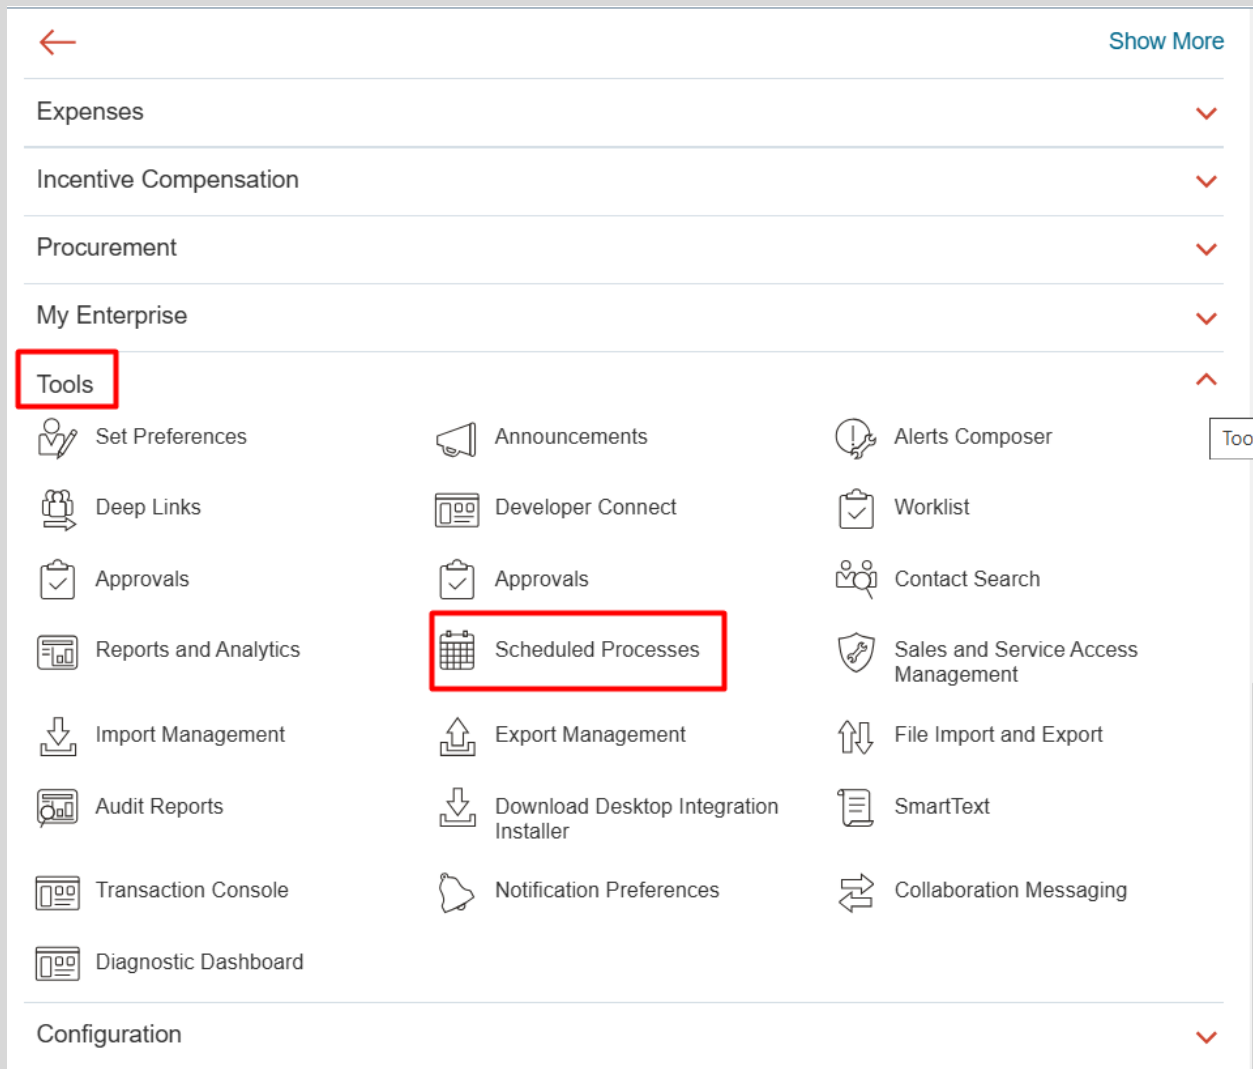 Show More
Expenses
Incentive Compensation
Procurement
My Enterprise
Tools
Set Preferences
Announcements
Alerts Composer
Too
Deep Links
Developer Connect
Worklist
Approvals
Approvals
Contact Search
Reports and Analytics
Scheduled Processes
Sales and Service Access
Management
Import Management
Export Management
File Import and Export
Audit Reports
Download Desktop Integration
Installer
SmartText
Transaction Console
Notification Preferences
Collaboration Messaging
Diagnostic Dashboard
Configuration